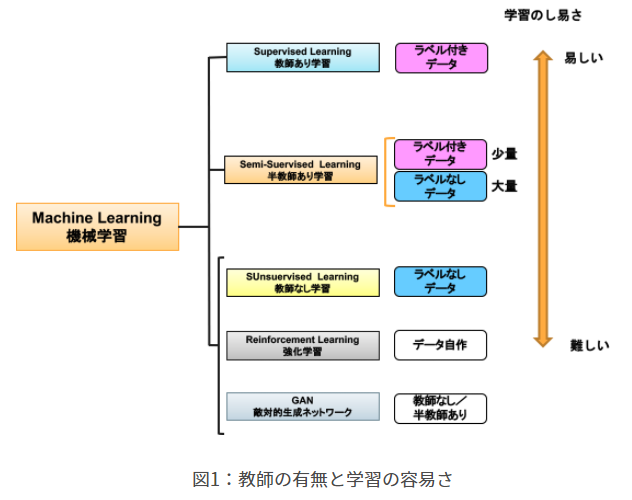 学習のし易さ
Supervised Learning
教師あり学習
ラベル付き
データ
易しい
Semi-Suervised Learning
半教師あり学習
ラベル付き
データ
少量
ラベルなし
データ
大量
Machine Learning
機械学習
SUnsuervised Learning
教師なし学習
ラベルなし
データ
Reinforcement Learning
強化学習
データ自作
難しい
GAN
敵対的生成ネットワーク
教師なし／
半教師あり
図1：教師の有無と学習の容易さ